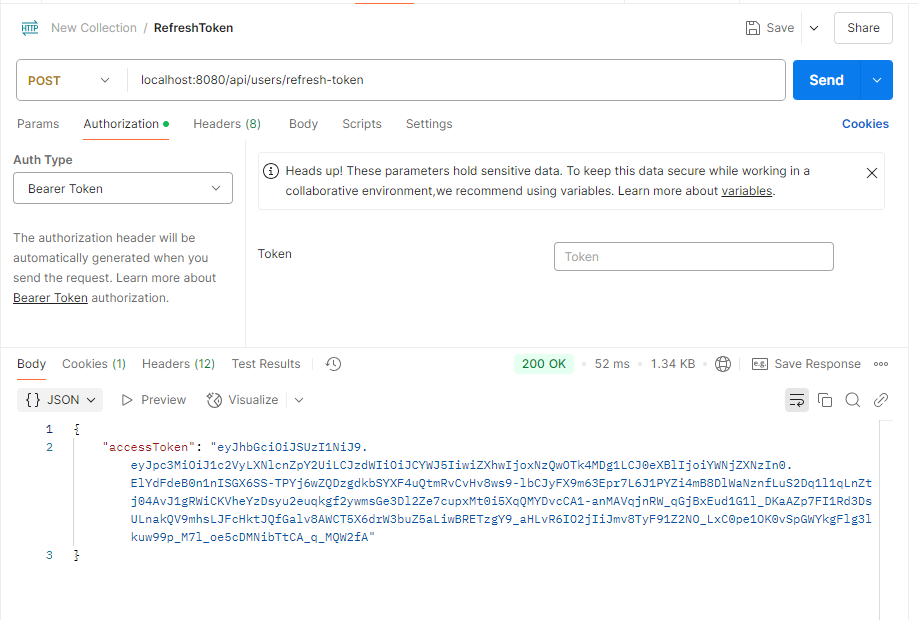 HTTP New Collection / RefreshToken Save Share
POST localhost:8080/api/users/refresh-token Send
Params Authorization Headers (8) Body Scripts Settings Cookies
Auth Type
Bearer Token
The authorization header will be
automatically generated when you
send the request. Learn more about
Bearer Token authorization.
Heads up! These parameters hold sensitive data. To keep this data secure while working in a
collaborative environment,we recommend using variables. Learn more about variables.
Token Token
Body Cookies (1) Headers (12) Test Results 200 OK 52 ms 1.34 KB e.g. Save Response
{} JSON Preview Visualize
1 {
2 "accessToken": "eyJhbGciOiJSUzI1NiJ9.
eyJpc3MiOiJ1c2VyLXNlcnZpY2UiLCJzdWIiOiJCYWJ5IiwiZXhwIjoxNzQwOTk4MDg1LCJ0eXBlIjoiYWNjZXNzIn0.
ElYdFdeB0n1nISGX6SS-TPYj6wZQDzgdkbSYXF4uQtmRvCvHv8ws9-lbCJyFX9m63Epr7L6J1PYZi4mB8DlWaNznfLuS2Dq1l1qLnZt
j04AvJ1gRWiCKVheYzDsyu2euqkgf2ywmsGe3Dl2Ze7cupxMt0i5XqQMYDvcCA1-anMAVqjnRW_qGjBxEud1G1l_DKaAZp7FI1Rd3Ds
ULnakQV9mhsLJFcHktJQfGalv8AWCT5X6dzW3buZ5aLiwBRETzgY9_aHLvR6IO2jIiJmv8TyF91Z2NO_LxC0pe1OK0vSpGWYkgFlg3l
kuw99p_M7l_oe5cDMNibTtCA_q_MQW2fA"
3 }